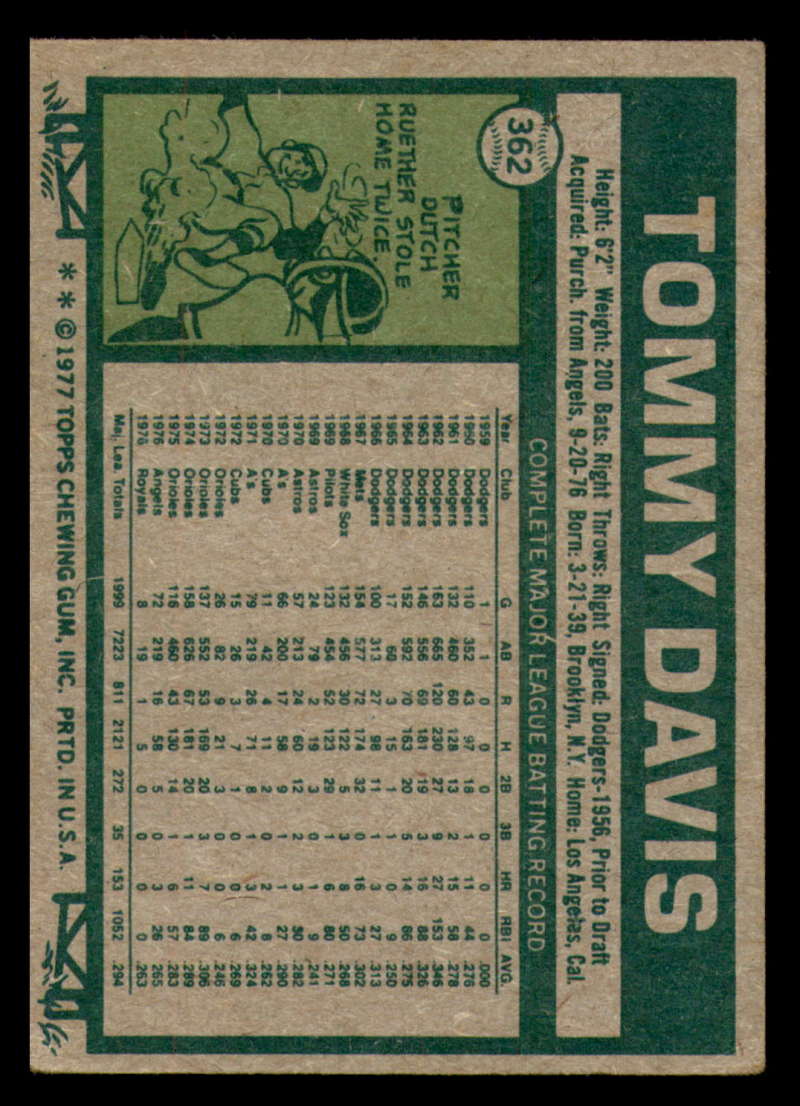 TOMMY DAVIS
Height: 6'2" Weight: 200 Bats: Right Throws: Right Signed: Dodgers-1956, Prior to Draft
Acquired: Purch. from Angels, 9-20-76 Born: 3-21-39, Brooklyn, N.Y. Home: Los Angeles, Cal.
362
PITCHER
DUTCH
RUETHER STOLE
HOME TWICE.
COMPLETE MAJOR LEAGUE BATTING RECORD
Year Club G AB R H 2B 3B HR RBI AVG.
1959 Dodgers 1 1 0 0 0 0 0 0 .000
1960 Dodgers 110 352 43 97 18 1 11 44 .276
1961 Dodgers 132 460 60 128 13 2 15 58 .278
1962 Dodgers 163 665 120 230 27 9 27 153 .346
1963 Dodgers 146 556 69 181 19 3 16 88 .326
1964 Dodgers 152 592 70 163 20 5 14 86 .275
1965 Dodgers 17 60 3 15 1 1 0 9 .250
1966 Dodgers 100 313 27 98 11 1 3 27 .313
1967 Mets 154 577 72 174 32 0 16 73 .302
1968 White Sox 132 456 30 122 5 3 8 50 .268
1969 Pilots 123 454 52 123 29 1 6 80 .271
1969 Astros 24 79 2 19 3 0 1 9 .241
1970 Astros 57 213 24 60 12 2 3 30 .282
1970 A's 66 200 17 58 9 1 1 27 .290
1970 Cubs 11 42 4 11 2 0 2 8 .262
1971 A's 79 219 26 71 8 1 3 42 .324
1972 Cubs 15 26 3 7 1 0 0 6 .269
1972 Orioles 26 82 9 21 3 0 0 6 .246
1973 Orioles 137 552 53 169 20 3 7 89 .306
1974 Orioles 158 626 67 181 20 1 11 84 .289
1975 Orioles 116 460 43 130 14 1 6 57 .283
1976 Angels 72 219 16 58 5 0 3 26 .265
1976 Royals 8 19 1 5 0 0 0 0 .263
Maj. Lea. Totals 1999 7223 811 2121 272 35 153 1052 .294
* * © 1977 TOPPS CHEWING GUM, INC. PRTD. IN U.S.A.